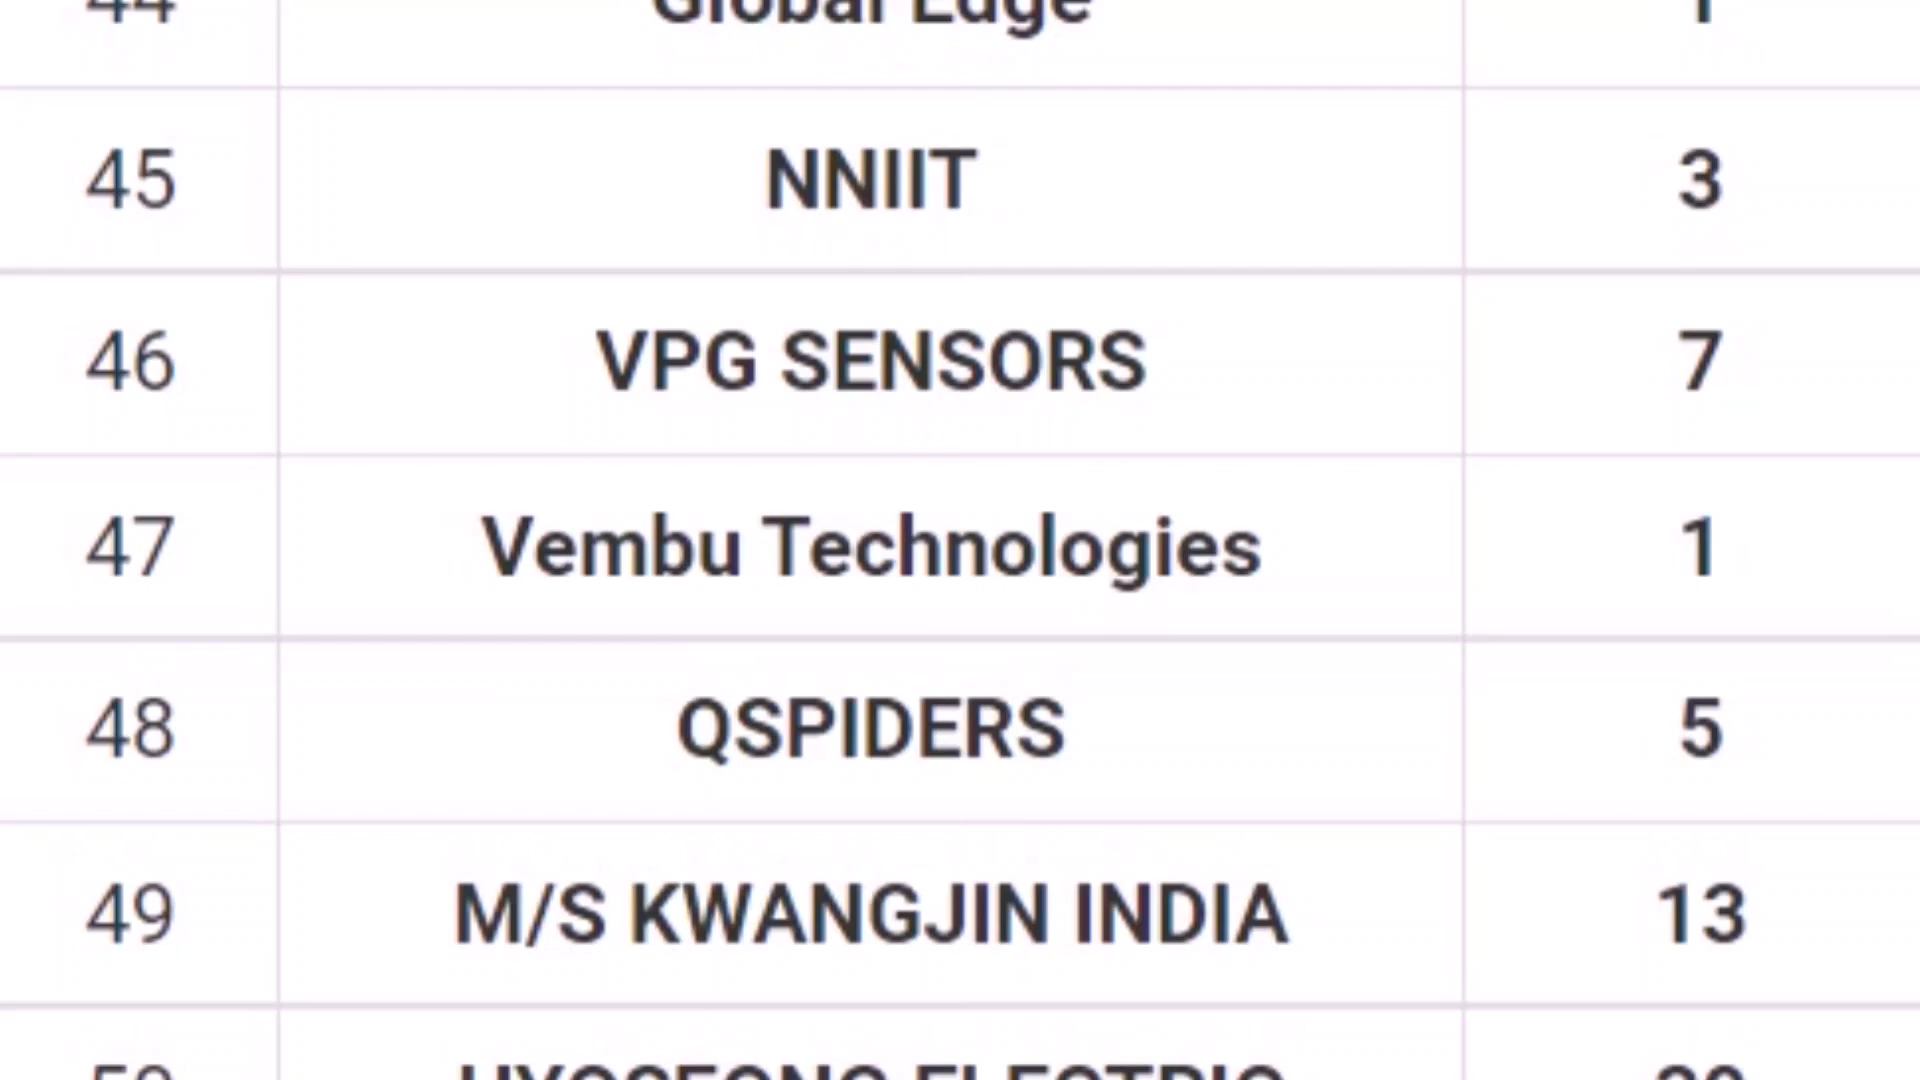 44 Global Edge 1
45 NNIIT 3
46 VPG SENSORS 7
47 Vembu Technologies 1
48 QSPIDERS 5
49 M/S KWANGJIN INDIA 13
HYOSEONG ELECTRIC